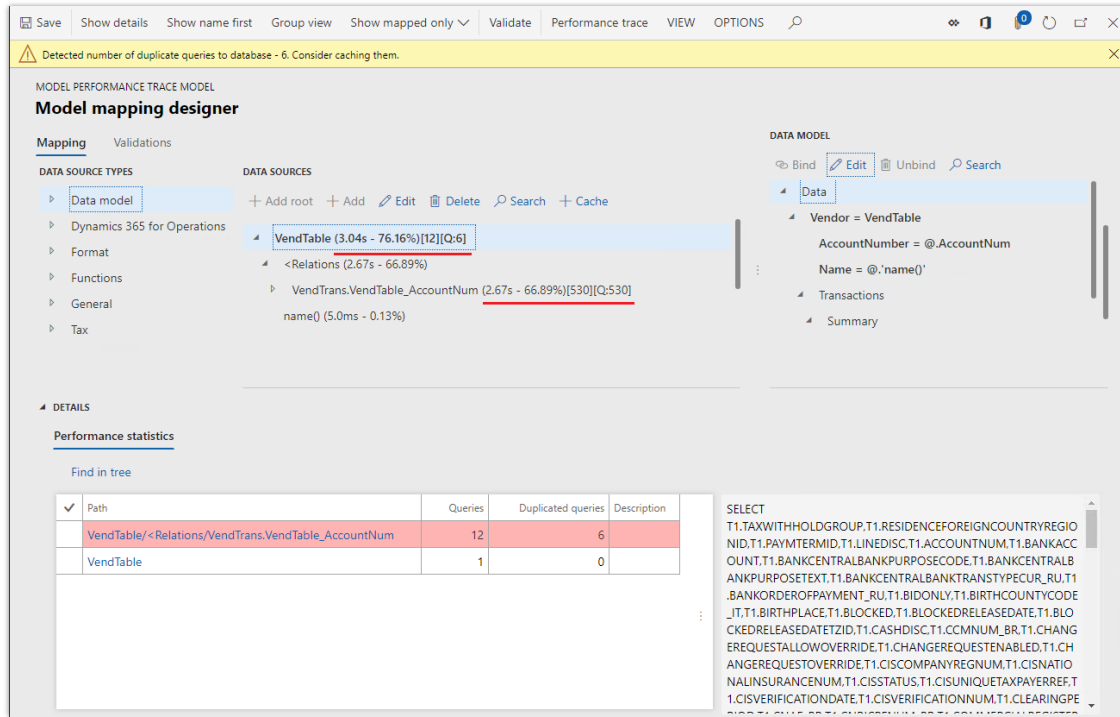 Save Show details Show name first Group view Show mapped only Validate Performance trace VIEW OPTIONS 0
Detected number of duplicate queries to database - 6. Consider caching them.
MODEL PERFORMANCE TRACE MODEL
Model mapping designer
Mapping Validations
DATA SOURCE TYPES
Data model
Dynamics 365 for Operations
Format
Functions
General
Tax
DATA SOURCES
+ Add root + Add Edit Delete Search + Cache
VendTable (3.04s - 76.16%)[12][Q:6]
<Relations (2.67s - 66.89%)
VendTrans.VendTable_AccountNum (2.67s - 66.89%)[530][Q:530]
name() (5.0ms - 0.13%)
DATA MODEL
Bind Edit Unbind Search
Data
Vendor = VendTable
AccountNumber = @.AccountNum
Name = @.'name()'
Transactions
Summary
DETAILS
Performance statistics
Find in tree
Path Queries Duplicated queries Description
VendTable/<Relations/VendTrans.VendTable_AccountNum 12 6
VendTable 1 0
SELECT
T1.TAXWITHHOLDGROUP,T1.RESIDENCEFOREIGNCOUNTRYREGIO
NID,T1.PAYMTERMID,T1.LINEDISC,T1.ACCOUNTNUM,T1.BANKACC
OUNT,T1.BANKCENTRALBANKPURPOSECODE,T1.BANKCENTRALB
ANKPURPOSETEXT,T1.BANKCENTRALBANKTRANSTYPECUR_RU,T1
.BANKORDEROFPAYMENT_RU,T1.BIDONLY,T1.BIRTHCOUNTYCODE
_IT,T1.BIRTHPLACE,T1.BLOCKED,T1.BLOCKEDRELEASEDATE,T1.BLO
CKEDRELEASEDATETZID,T1.CASHDISC,T1.CCMNUM_BR,T1.CHANG
EREQUESTALLOWOVERRIDE,T1.CHANGEREQUESTENABLED,T1.CH
ANGEREQUESTOVERRIDE,T1.CISCOMPANYREGNUM,T1.CISNATIO
NALINSURANCENUM,T1.CISSTATUS,T1.CISUNIQUETAXPAYERREF,T
1.CISVERIFICATIONDATE,T1.CISVERIFICATIONNUM,T1.CLEARINGPE